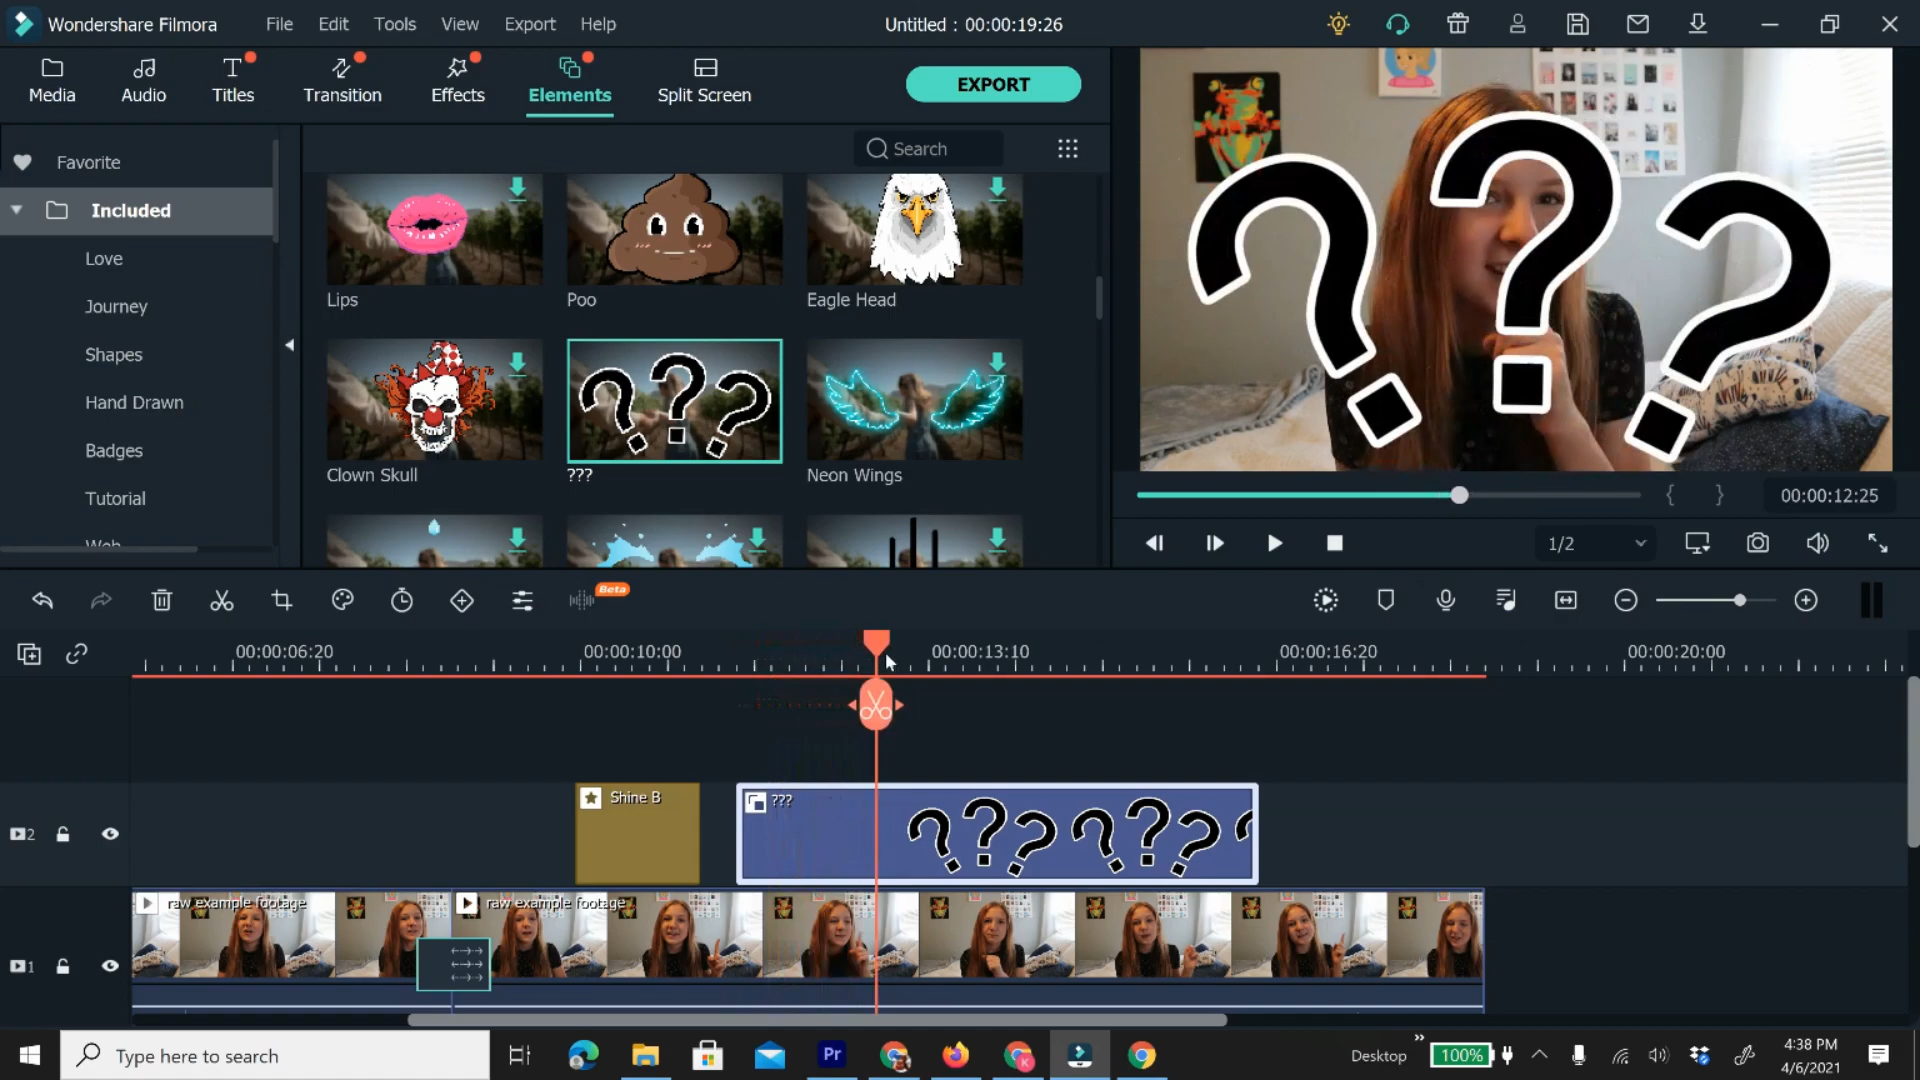 Wondershare Filmora
File
Edit
Tools
View
Export
Help
Untitled : 00:00:19:26
Media
Audio
Titles
Transition
Effects
Elements
Split Screen
EXPORT
Favorite
Included
Love
Journey
Shapes
Hand Drawn
Badges
Tutorial
Web
Search
Lips
Poo
Eagle Head
Clown Skull
???
Neon Wings
???
00:00:12:25
1/2
Beta
00:00:06:20
00:00:10:00
00:00:13:10
00:00:16:20
00:00:20:00
Shine B
???
2
raw example footage
raw example footage
1
Type here to search
Pr
K
Desktop
100%
4:38 PM
4/6/2021